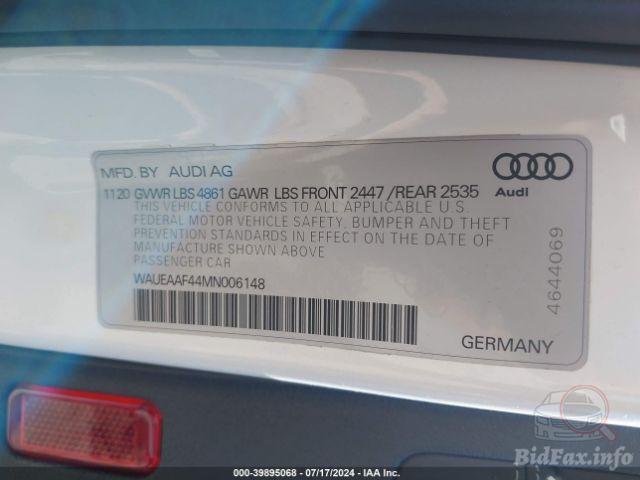 MFD. BY AUDI AG
11 20 GVWR LBS 4861 GAWR LBS FRONT 2447 /REAR 2535
THIS VEHICLE CONFORMS TO ALL APPLICABLE U.S.
FEDERAL MOTOR VEHICLE SAFETY, BUMPER AND THEFT
PREVENTION STANDARDS IN EFFECT ON THE DATE OF
MANUFACTURE SHOWN ABOVE
PASSENGER CAR
WAUEAAF44MN006148
Audi
4644069
GERMANY
BidFax.info
000-39895068 - 07/17/2024 - IAA Inc.